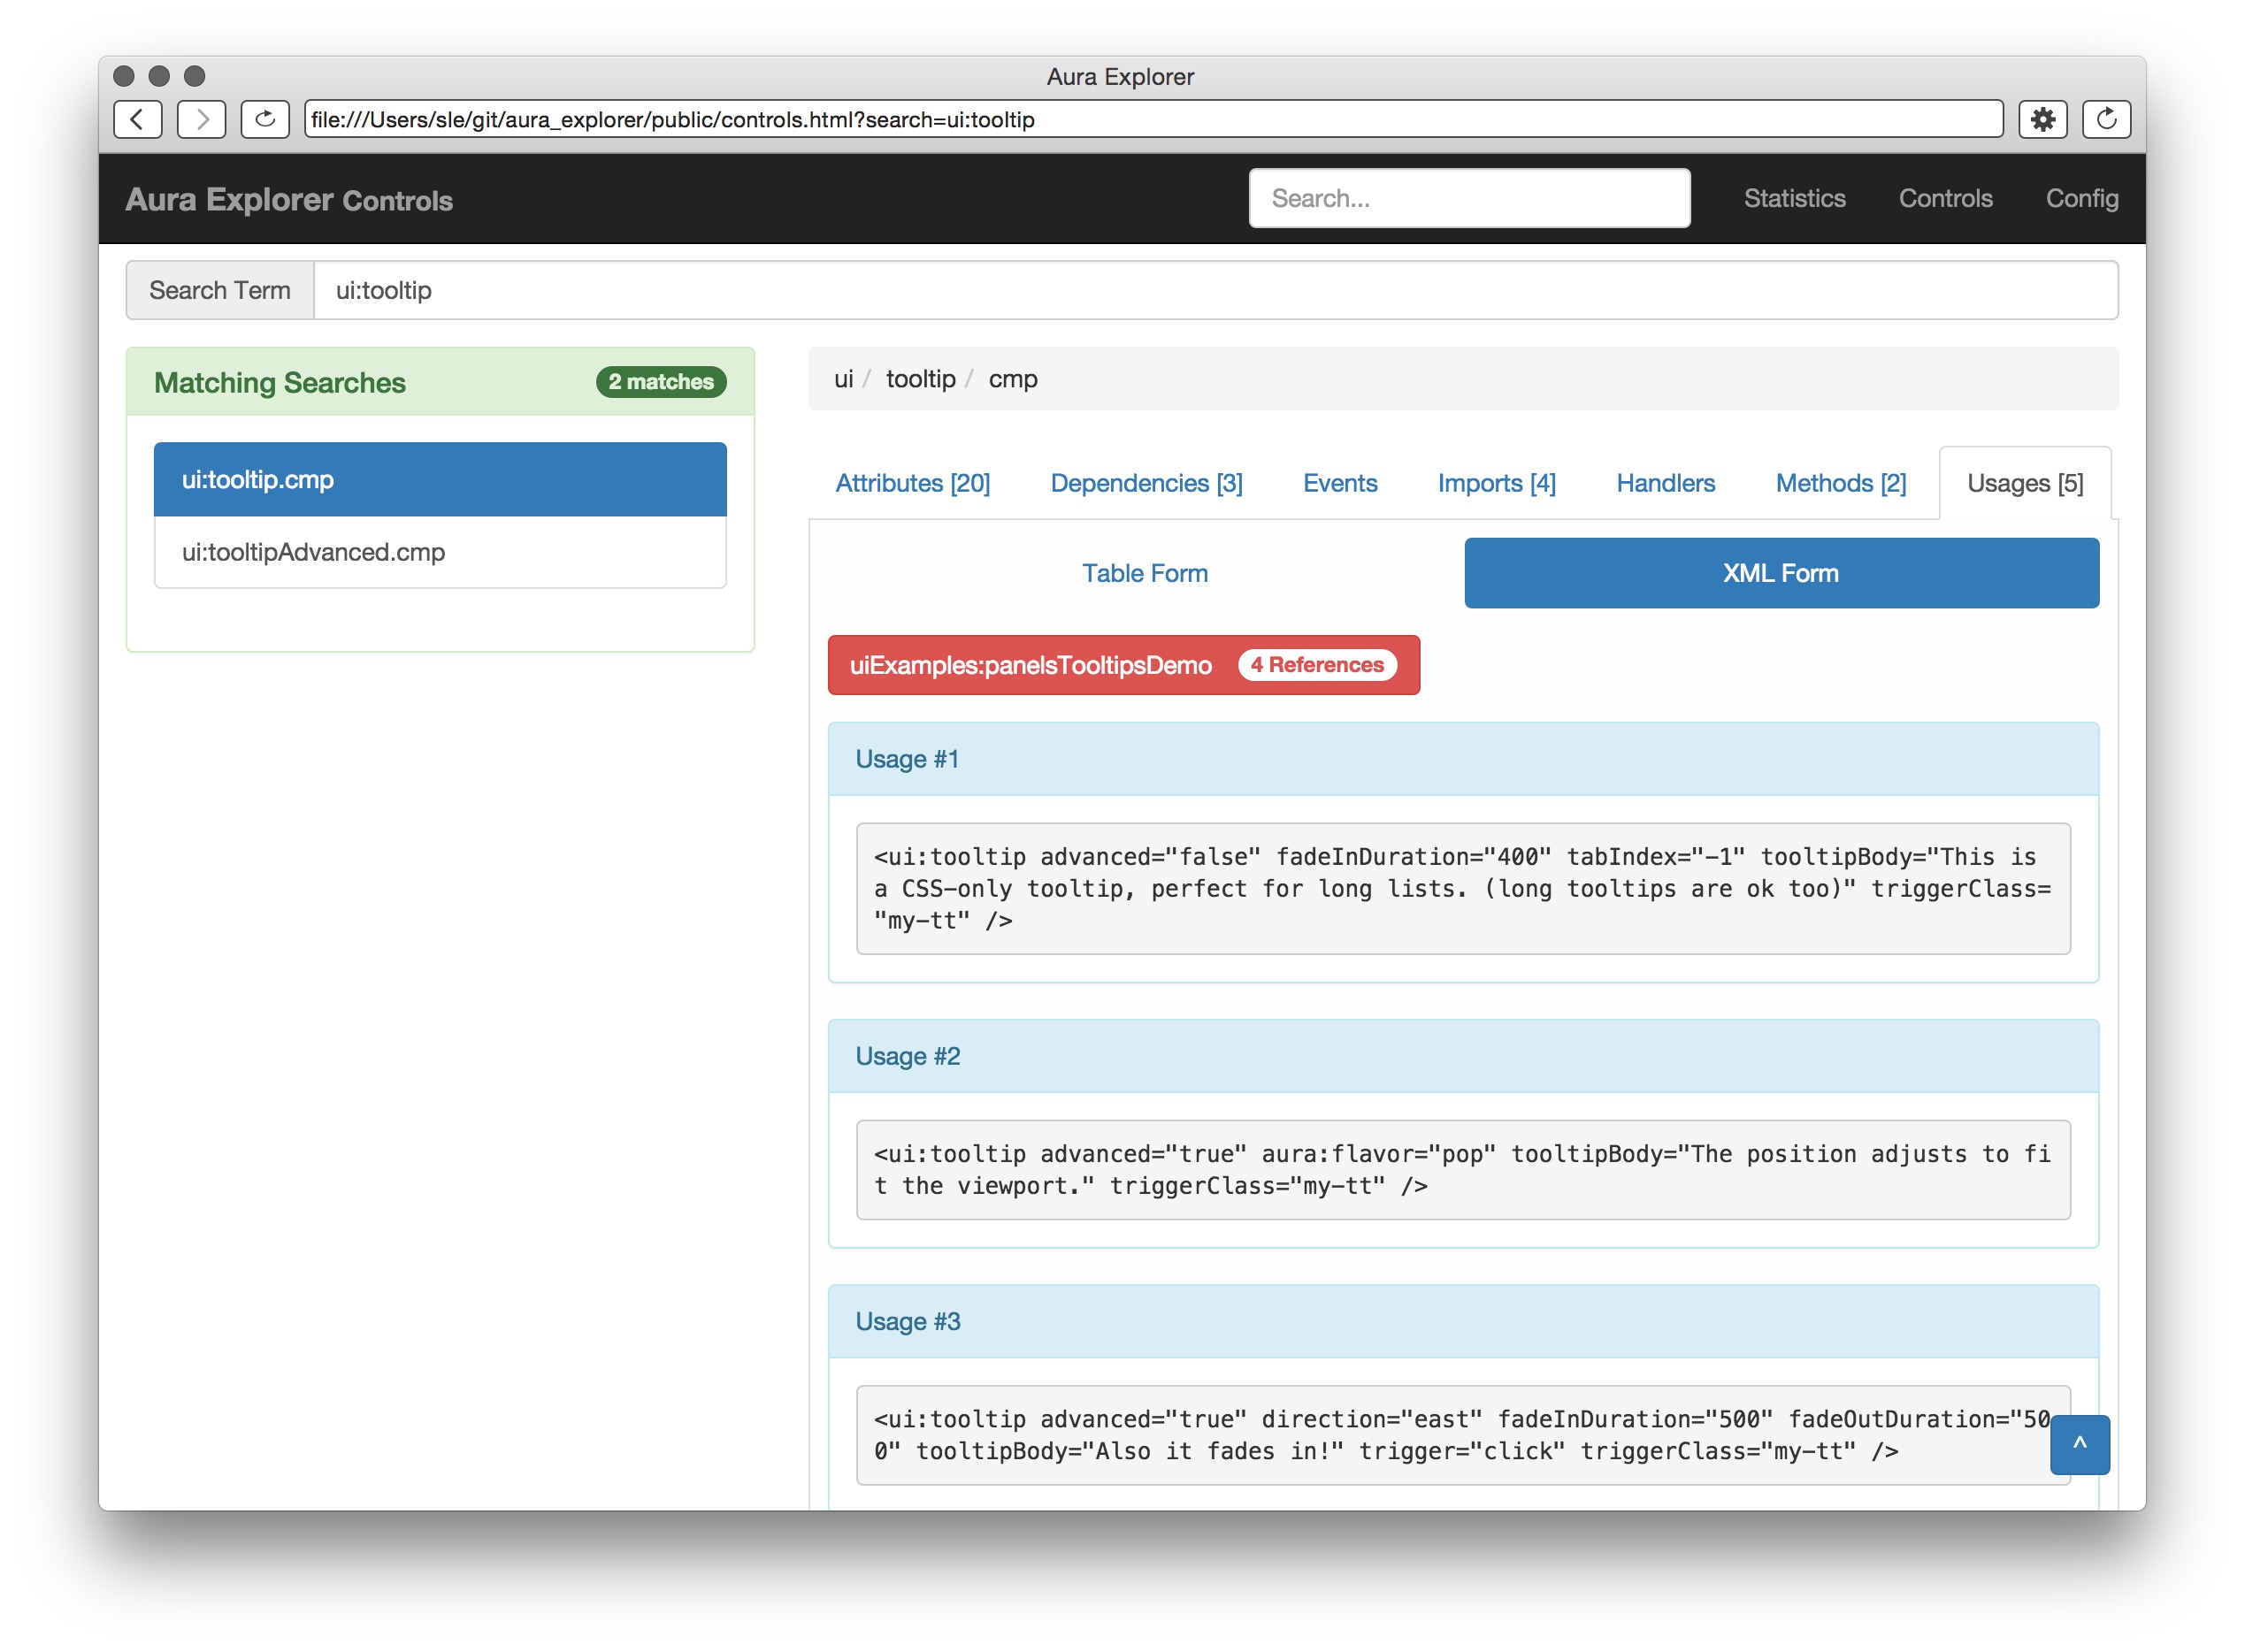 Aura Explorer
file:///Users/sle/git/aura_explorer/public/controls.html?search=ui:tooltip
Aura Explorer Controls
Search...
Statistics
Controls
Config
Search Term
ui:tooltip
Matching Searches
2 matches
ui:tooltip.cmp
ui:tooltipAdvanced.cmp
ui / tooltip / cmp
Attributes [20]
Dependencies [3]
Events
Imports [4]
Handlers
Methods [2]
Usages [5]
Table Form
XML Form
uiExamples:panelsTooltipsDemo
4 References
Usage #1
<ui:tooltip advanced="false" fadeInDuration="400" tabIndex="-1" tooltipBody="This is
a CSS-only tooltip, perfect for long lists. (long tooltips are ok too)" triggerClass=
"my-tt" />
Usage #2
<ui:tooltip advanced="true" aura:flavor="pop" tooltipBody="The position adjusts to fi
t the viewport." triggerClass="my-tt" />
Usage #3
<ui:tooltip advanced="true" direction="east" fadeInDuration="500" fadeOutDuration="50
0" tooltipBody="Also it fades in!" trigger="click" triggerClass="my-tt" />
^